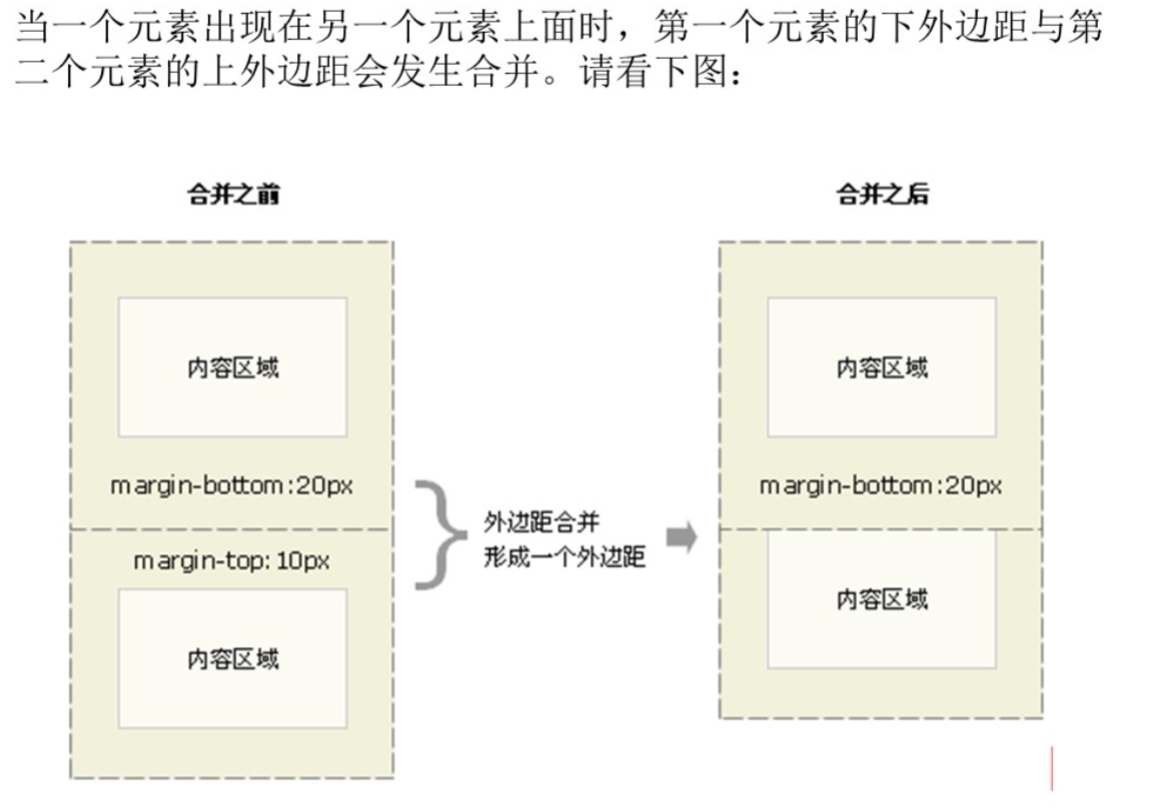 当一个元素出现在另一个元素上面时，第一个元素的下外边距与第
二个元素的上外边距会发生合并。请看下图：
合并之前
合并之后
内容区域
内容区域
margin-bottom:20px
margin-bottom:20px
外边距合并
形成一个外边距
margin-top: 10px
内容区域
内容区域